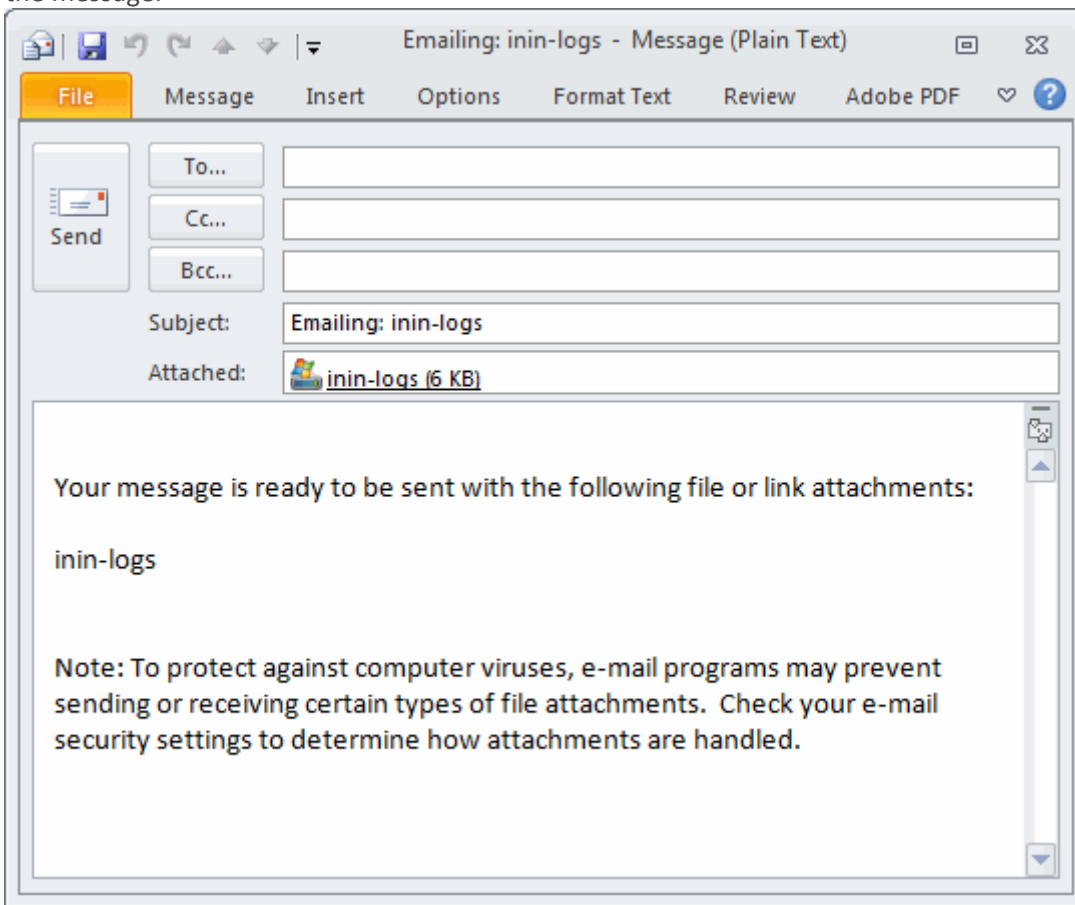 the message.
Emailing: inin-logs - Message (Plain Text)
File Message Insert Options Format Text Review Adobe PDF
To...
Send
Cc...
Bcc...
Subject: Emailing: inin-logs
Attached: inin-logs (6 KB)
Your message is ready to be sent with the following file or link attachments:
inin-logs
Note: To protect against computer viruses, e-mail programs may prevent
sending or receiving certain types of file attachments.  Check your e-mail
security settings to determine how attachments are handled.